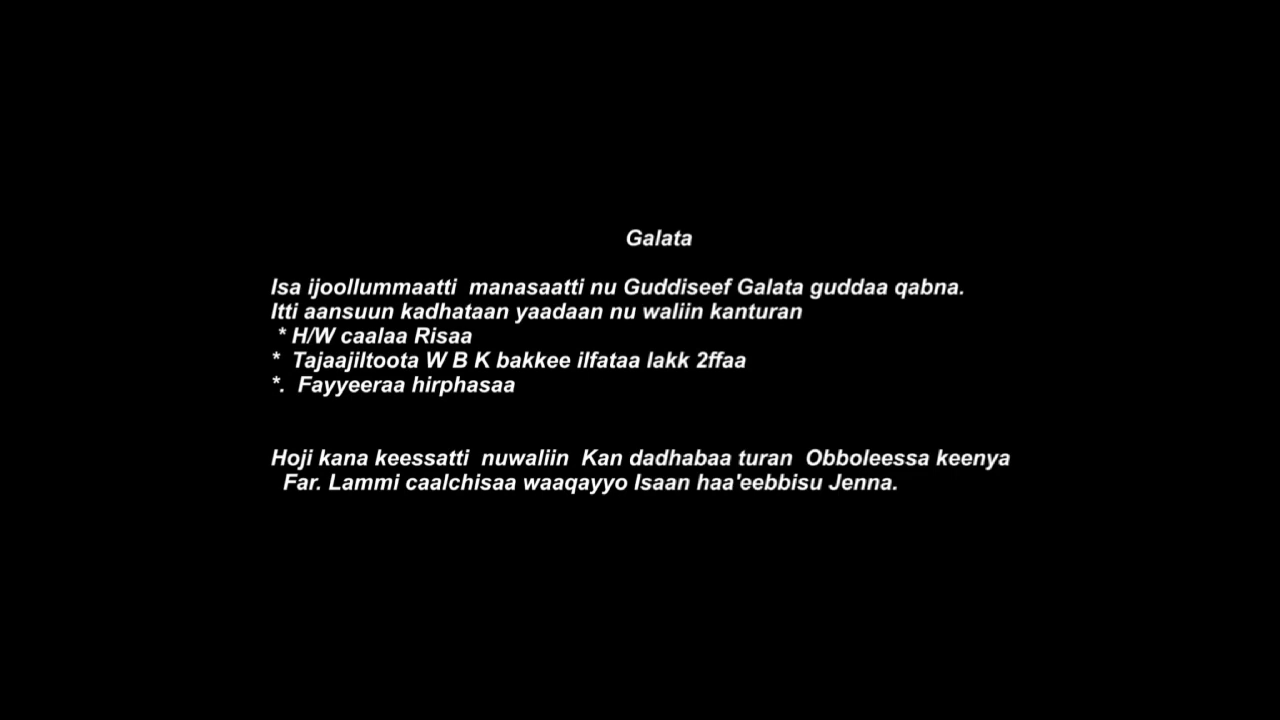 Galata
Isa ijoollummaatti manasaatti nu Guddiseef Galata guddaa qabna.
Itti aansuun kadhataan yaadaan nu waliin kanturan
* H/W caalaa Risaa
* Tajaajiltoota W B K bakkee ilfataa lakk 2ffaa
*. Fayyeeraa hirphasaa
Hoji kana keessatti nuwaliin Kan dadhabaa turan Obboleessa keenya
Far. Lammi caalchisaa waaqayyo Isaan haa'eebbisu Jenna.